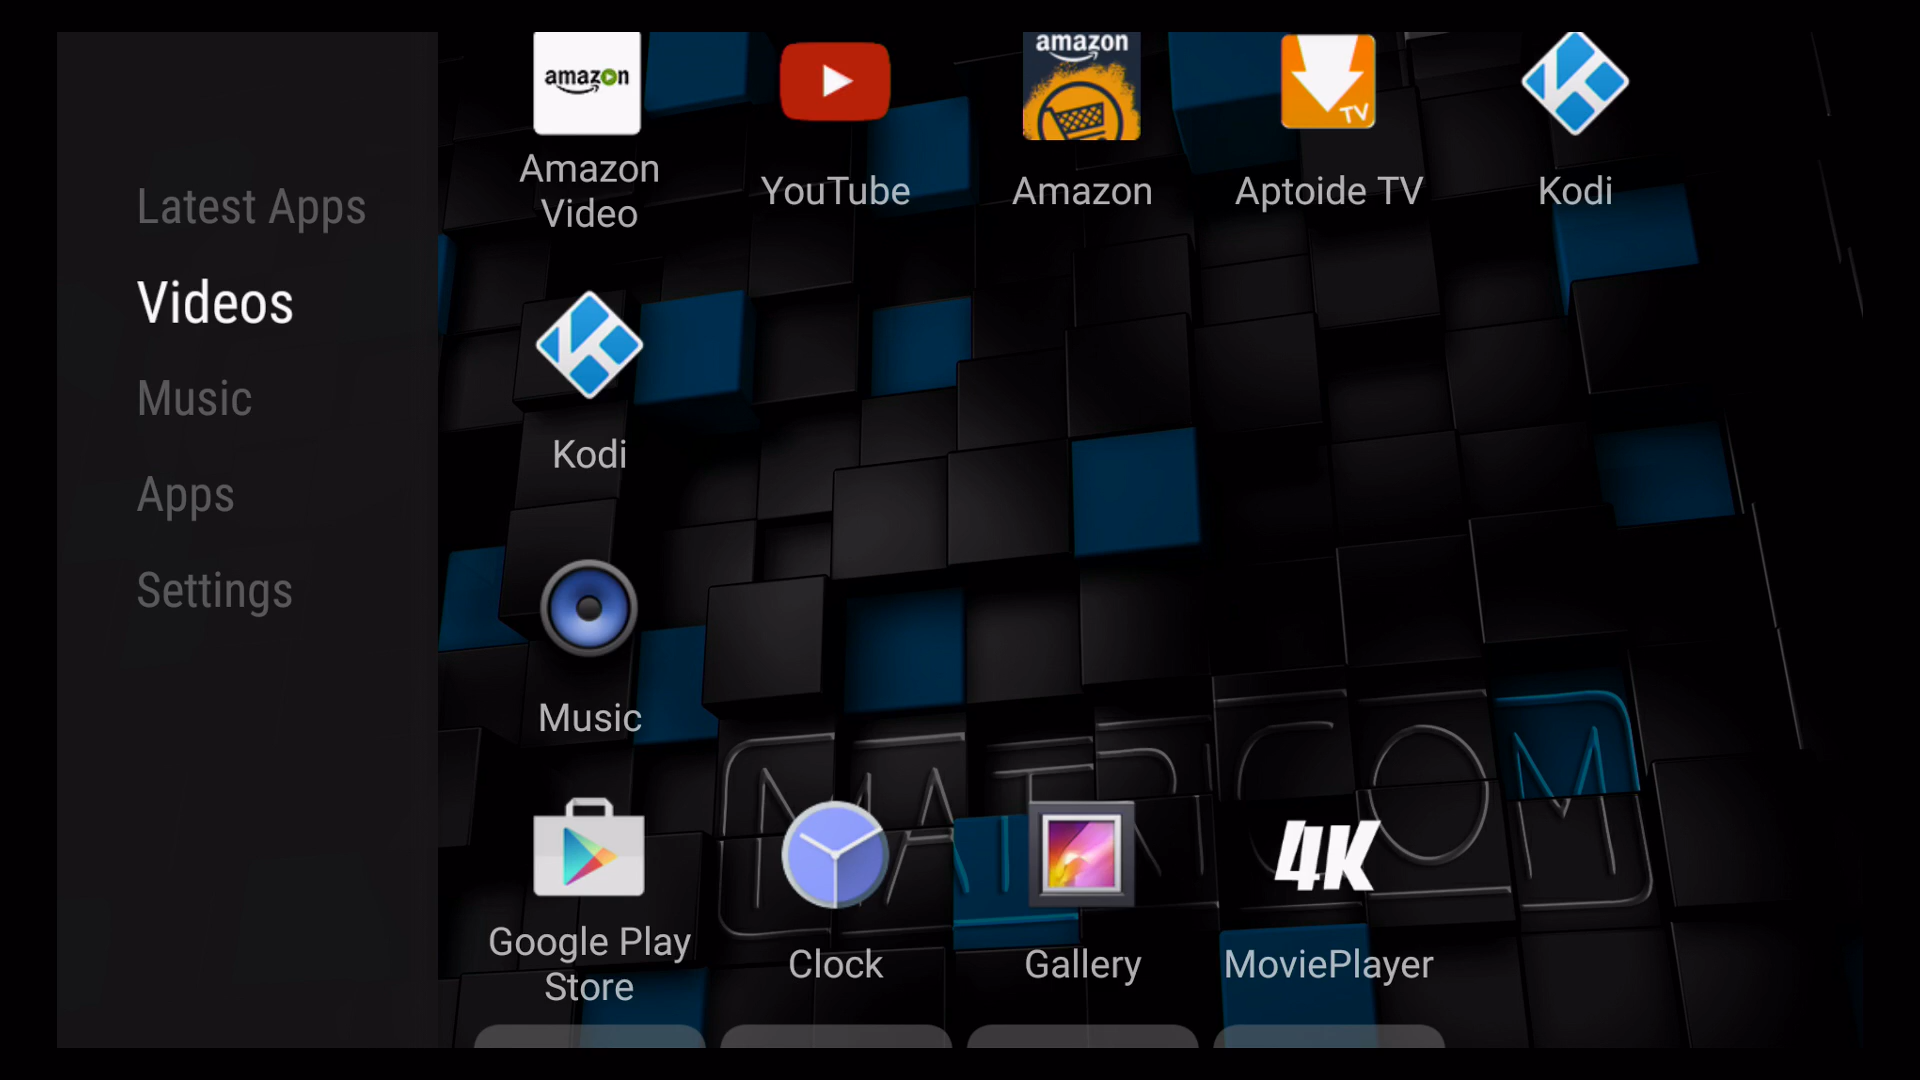 Latest Apps
Videos
Music
Apps
Settings
amazon
Amazon
Video
YouTube
amazon
Amazon
TV
Aptoide TV
Kodi
Kodi
Music
MATRICOM
Google Play
Store
Clock
Gallery
4K
MoviePlayer